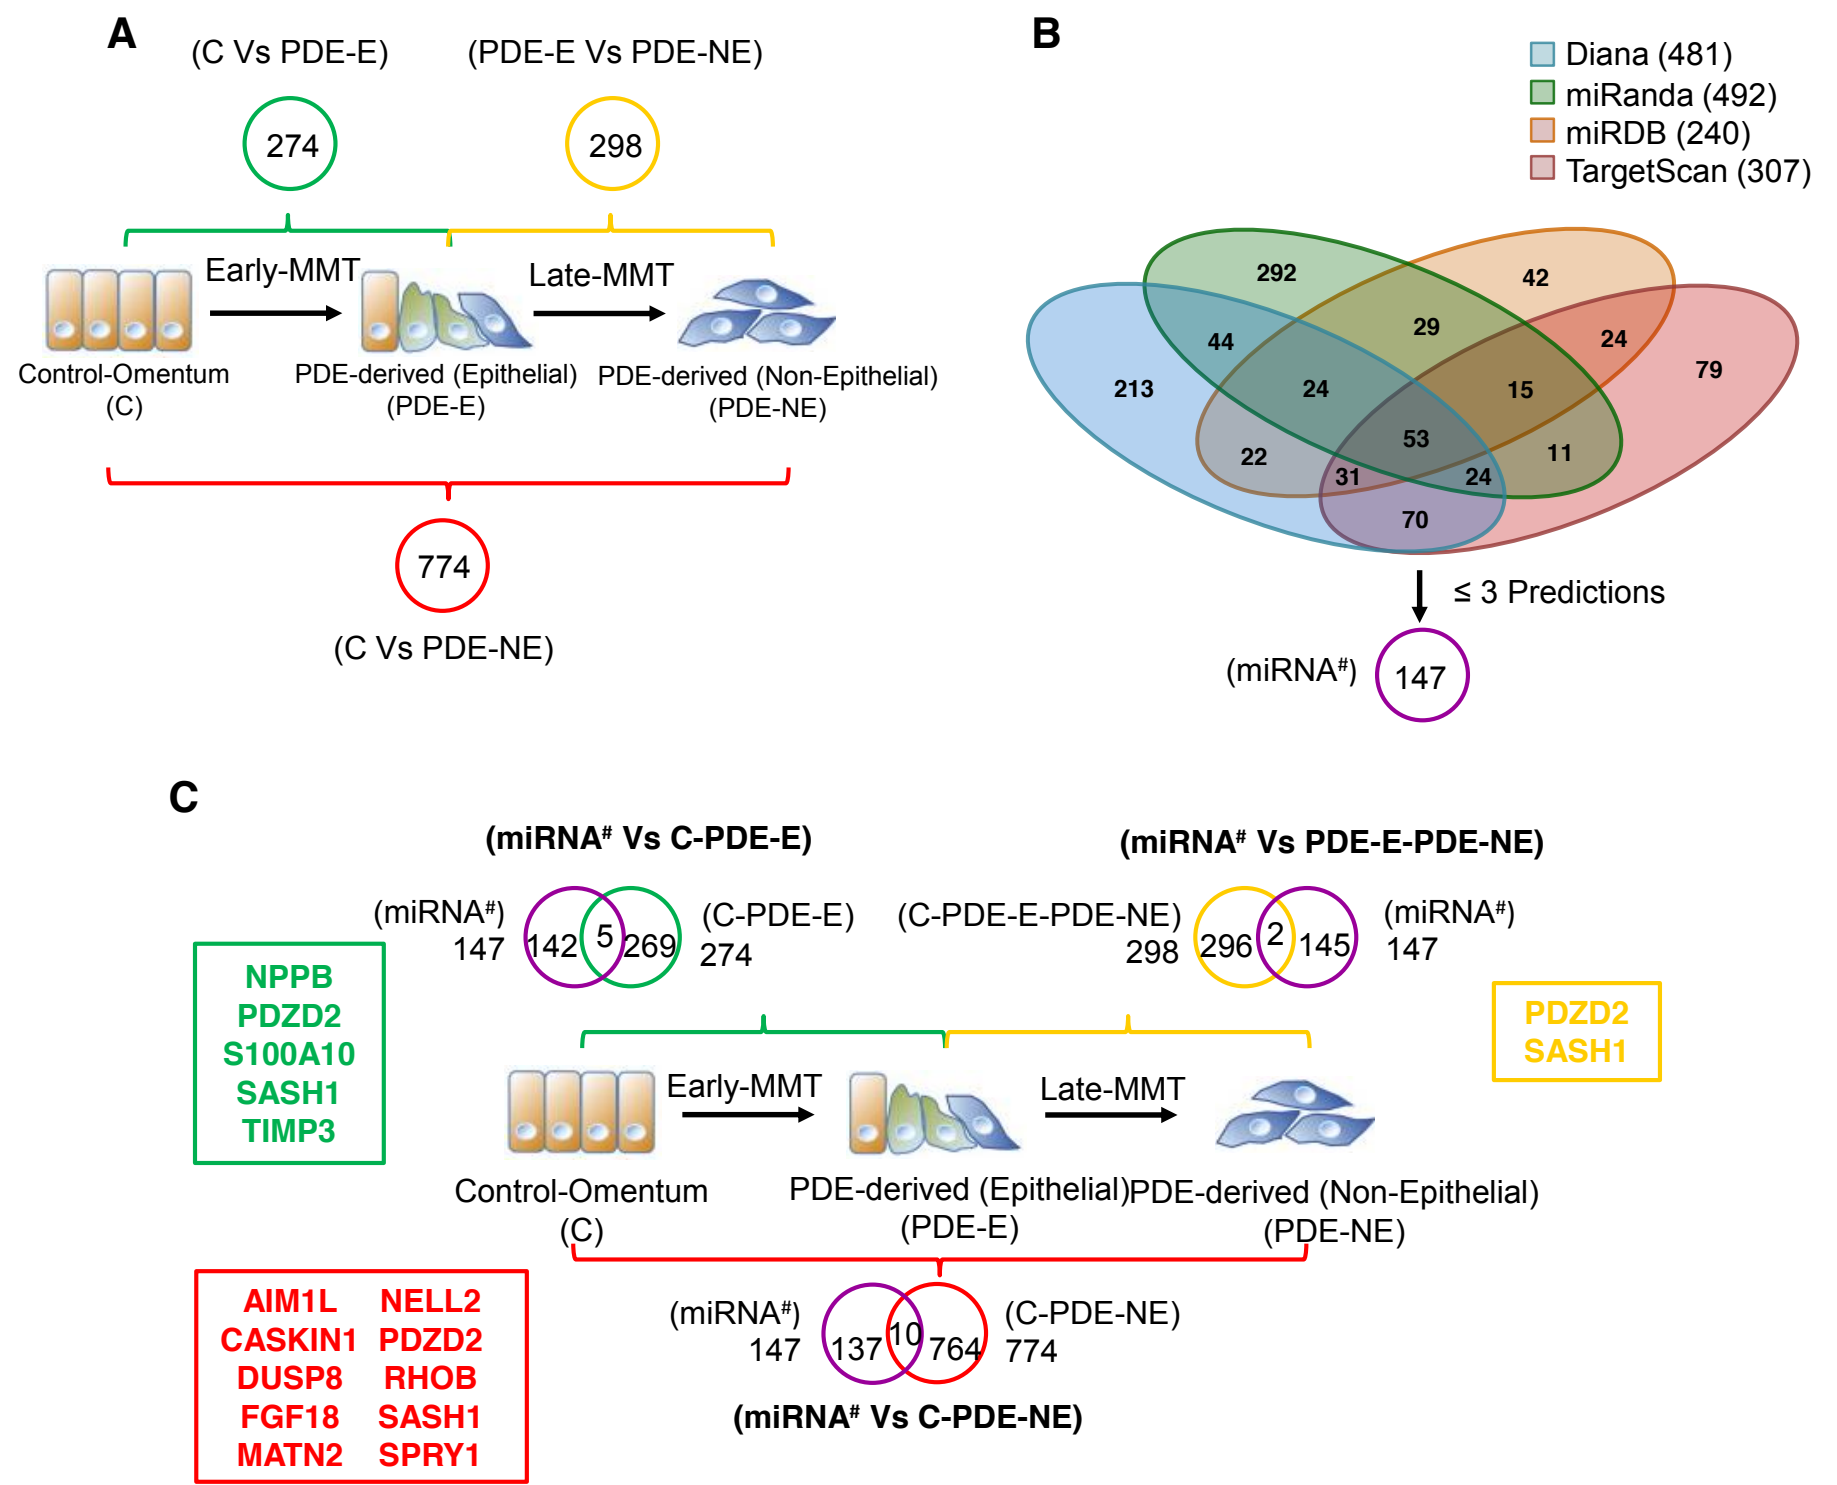 A
(C Vs PDE-E)
(PDE-E Vs PDE-NE)
274
298
Early-MMT
Late-MMT
Control-Omentum
(C)
PDE-derived (Epithelial)
(PDE-E)
PDE-derived (Non-Epithelial)
(PDE-NE)
774
(C Vs PDE-NE)
B
Diana (481)
miRanda (492)
miRDB (240)
TargetScan (307)
292
42
44
29
24
213
24
15
79
53
22
31
24
11
70
≤ 3 Predictions
(miRNA#)
147
C
(miRNA# Vs C-PDE-E)
(miRNA# Vs PDE-E-PDE-NE)
(miRNA#)
147
142
5
269
(C-PDE-E)
274
(C-PDE-E-PDE-NE)
298
296
2
145
(miRNA#)
147
NPPB
PDZD2
S100A10
SASH1
TIMP3
PDZD2
SASH1
Early-MMT
Late-MMT
Control-Omentum
(C)
PDE-derived (Epithelial)
(PDE-E)
PDE-derived (Non-Epithelial)
(PDE-NE)
AIM1L NELL2
CASKIN1 PDZD2
DUSP8 RHOB
FGF18 SASH1
MATN2 SPRY1
(miRNA#)
147
137
10
764
(C-PDE-NE)
774
(miRNA# Vs C-PDE-NE)